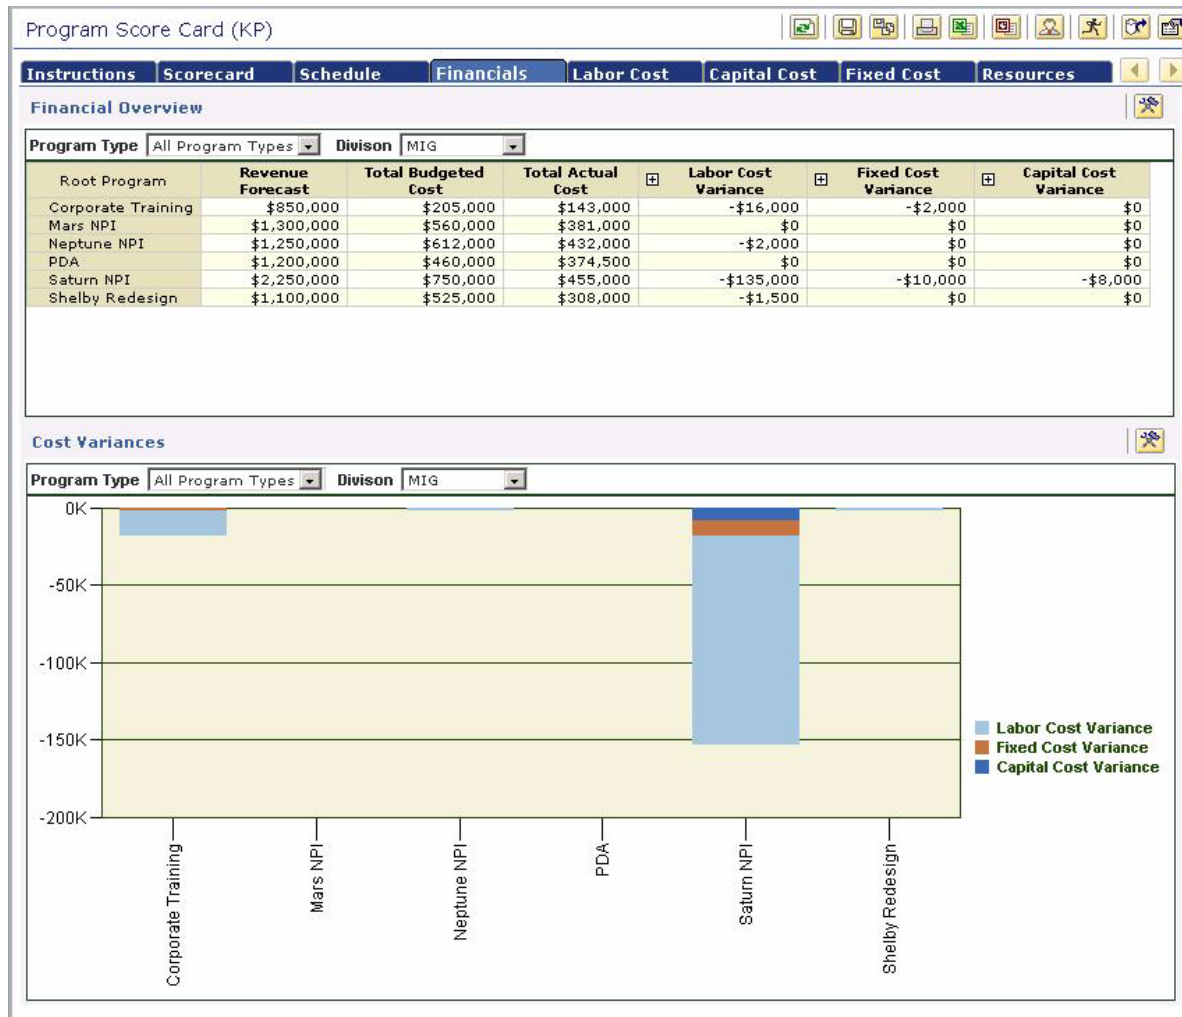 Program Score Card (KP)
Instructions Scorecard Schedule Financials Labor Cost Capital Cost Fixed Cost Resources
Financial Overview
Program Type All Program Types Divison MIG
Root Program Revenue Forecast Total Budgeted Cost Total Actual Cost Labor Cost Variance Fixed Cost Variance Capital Cost Variance
Corporate Training $850,000 $205,000 $143,000 -$16,000 -$2,000 $0
Mars NPI $1,300,000 $560,000 $381,000 $0 $0 $0
Neptune NPI $1,250,000 $612,000 $432,000 -$2,000 $0 $0
PDA $1,200,000 $460,000 $374,500 $0 $0 $0
Saturn NPI $2,250,000 $750,000 $455,000 -$135,000 -$10,000 -$8,000
Shelby Redesign $1,100,000 $525,000 $308,000 -$1,500 $0 $0
Cost Variances
Program Type All Program Types Divison MIG
0K
-50K
-100K
-150K
-200K
Labor Cost Variance
Fixed Cost Variance
Capital Cost Variance
Corporate Training
Mars NPI
Neptune NPI
PDA
Saturn NPI
Shelby Redesign